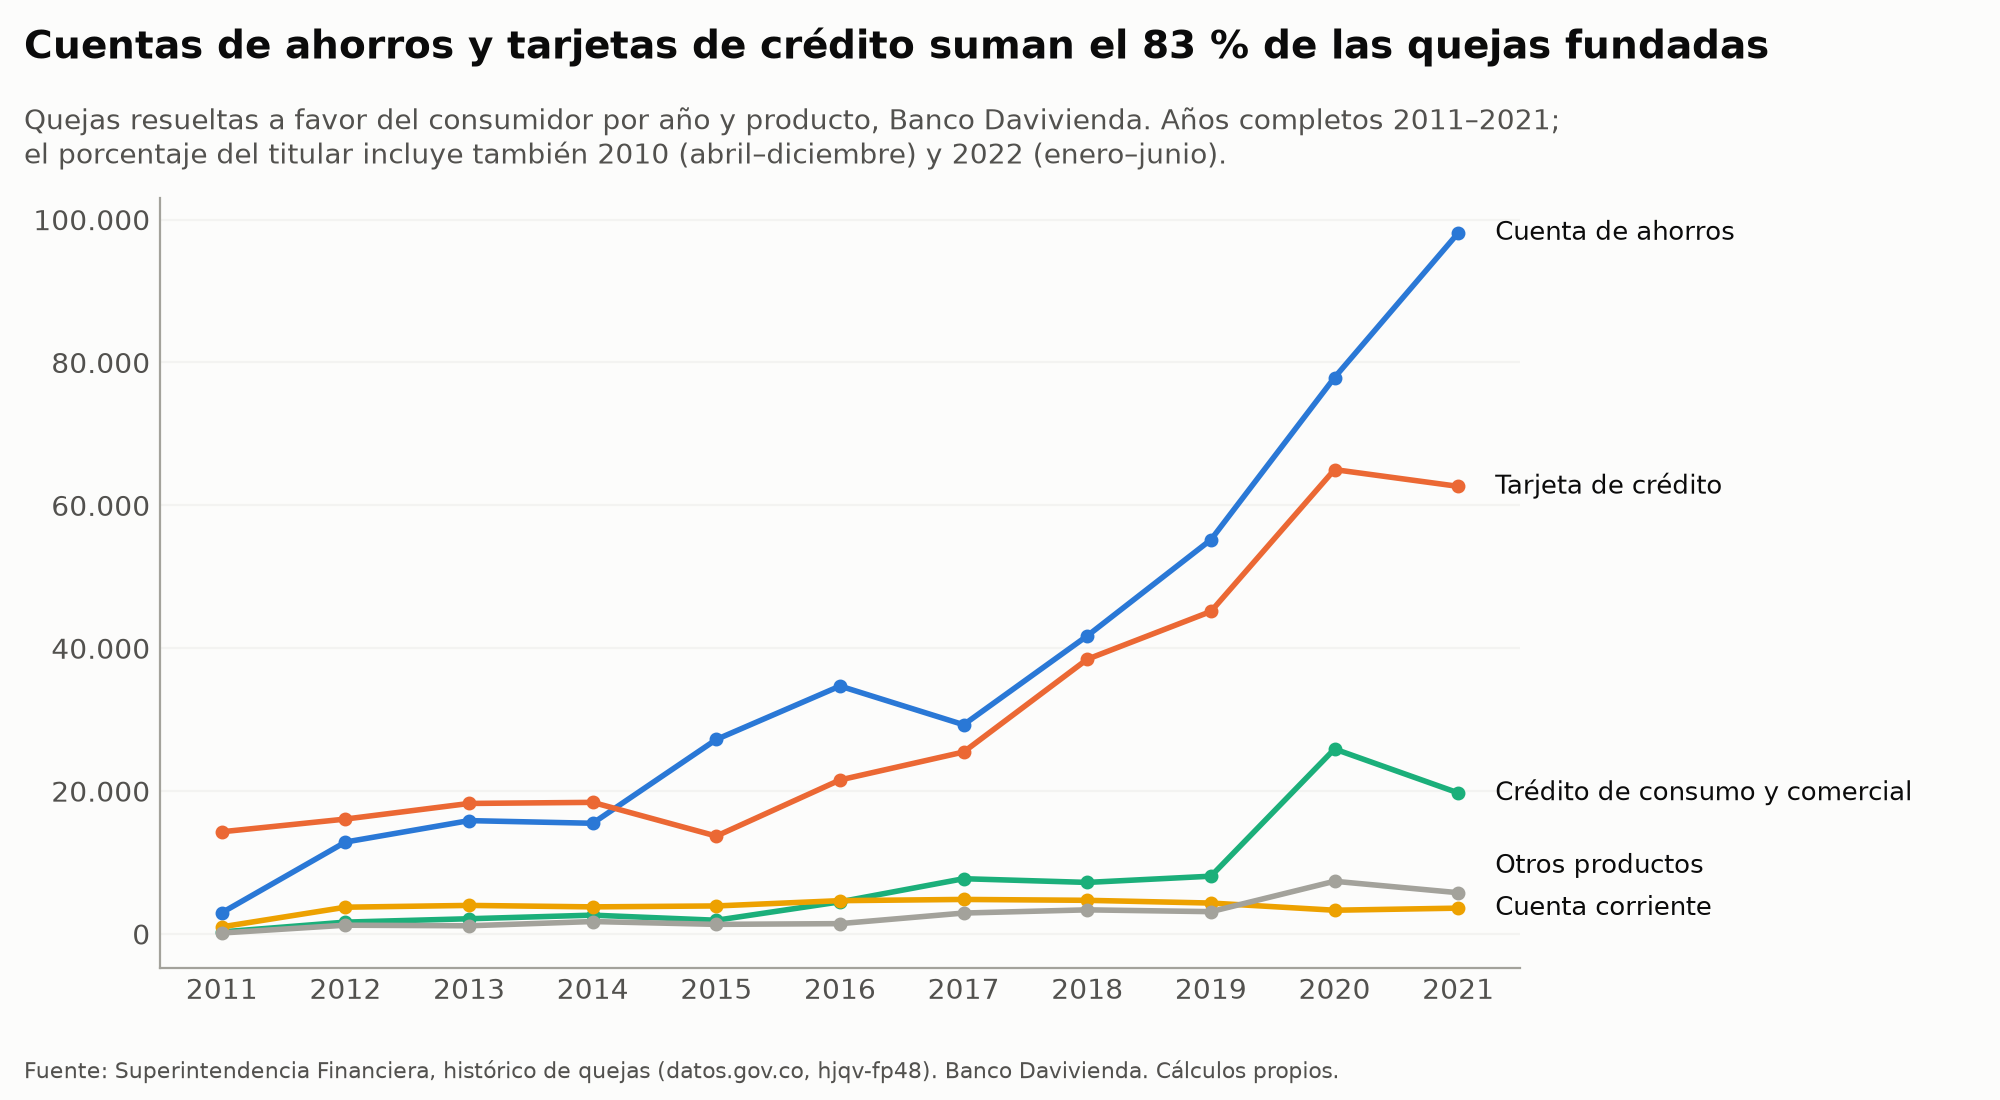 Cuentas de ahorros y tarjetas de crédito suman el 83 % de las quejas fundadas
Quejas resueltas a favor del consumidor por año y producto, Banco Davivienda. Años completos 2011–2021;
el porcentaje del titular incluye también 2010 (abril–diciembre) y 2022 (enero–junio).
100.000
80.000
60.000
40.000
20.000
0
Cuenta de ahorros
Tarjeta de crédito
Crédito de consumo y comercial
Otros productos
Cuenta corriente
2011 2012 2013 2014 2015 2016 2017 2018 2019 2020 2021
Fuente: Superintendencia Financiera, histórico de quejas (datos.gov.co, hjqv-fp48). Banco Davivienda. Cálculos propios.